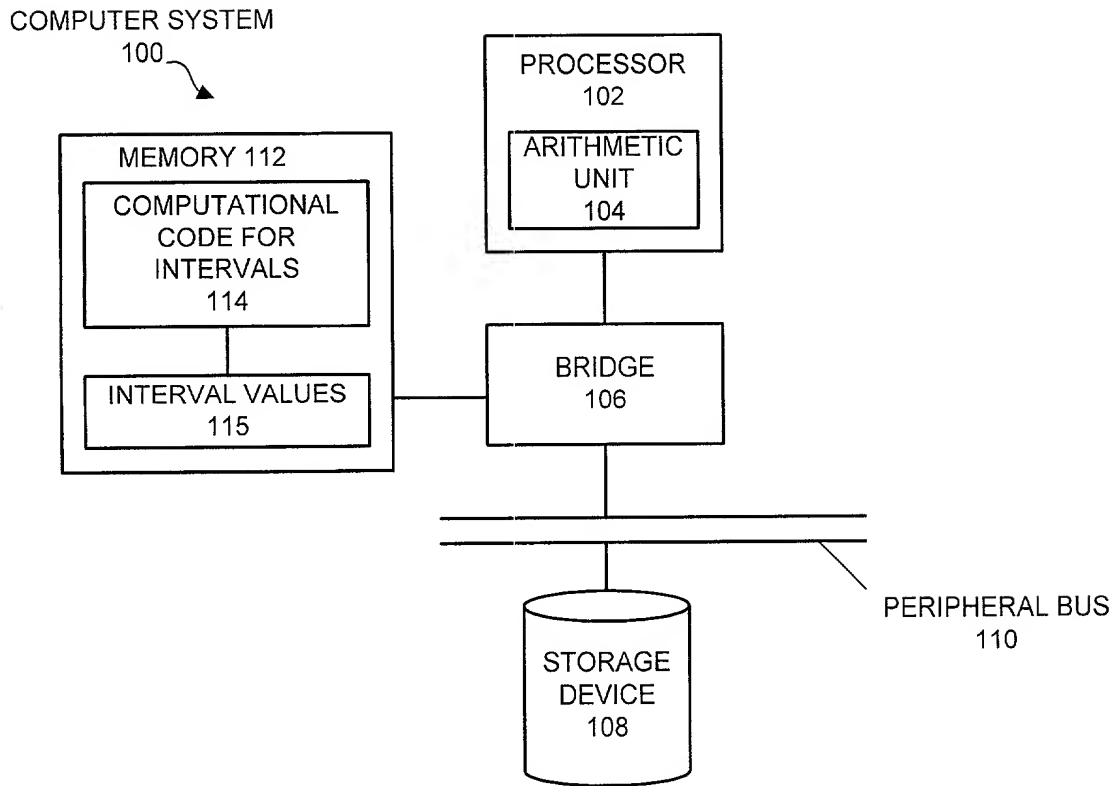 COMPUTER SYSTEM
100
PROCESSOR
102
ARITHMETIC
UNIT
104
MEMORY 112
COMPUTATIONAL
CODE FOR
INTERVALS
114
INTERVAL VALUES
115
BRIDGE
106
PERIPHERAL BUS
110
STORAGE
DEVICE
108